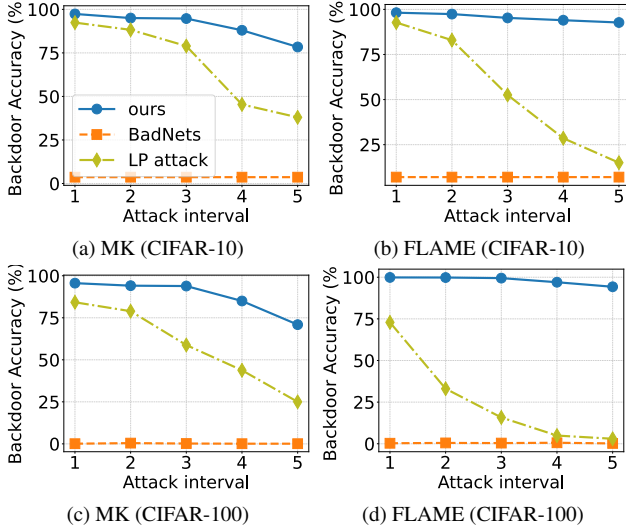 Backdoor Accuracy (%)
100
75
50
25
0
ours
BadNets
LP attack
1 2 3 4 5
Attack interval
(a) MK (CIFAR-10)
Backdoor Accuracy (%
100
75
50
25
1 2 3 4 5
Attack interval
(b) FLAME (CIFAR-10)
Backdoor Accuracy (%)
100
75
50
25
0
1 2 3 4 5
Attack interval
(c) MK (CIFAR-100)
Backdoor Accuracy (%
100
75
50
25
0
1 2 3 4 5
Attack interval
(d) FLAME (CIFAR-100)